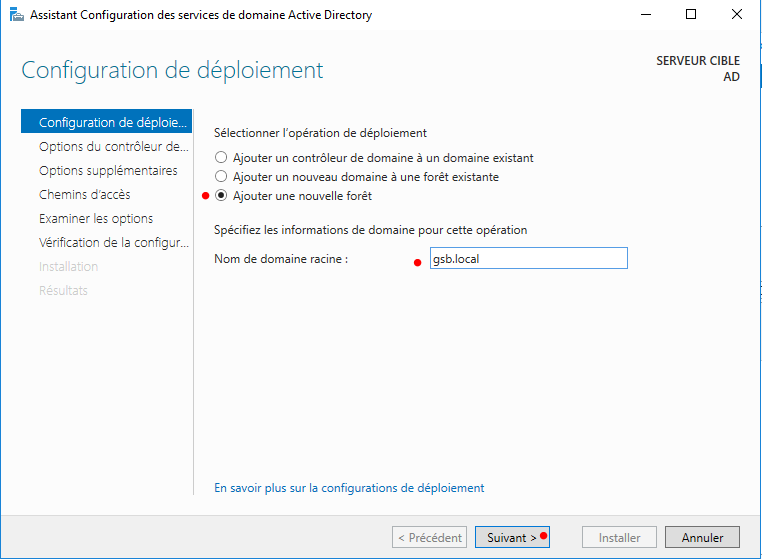 Assistant Configuration des services de domaine Active Directory
Configuration de déploiement
SERVEUR CIBLE
AD
Configuration de déploie...
Options du contrôleur de...
Options supplémentaires
Chemins d'accès
Examiner les options
Vérification de la configur...
Installation
Résultats
Sélectionner l'opération de déploiement
Ajouter un contrôleur de domaine à un domaine existant
Ajouter un nouveau domaine à une forêt existante
Ajouter une nouvelle forêt
Spécifiez les informations de domaine pour cette opération
Nom de domaine racine :
gsb.local
En savoir plus sur la configurations de déploiement
< Précédent
Suivant >
Installer
Annuler